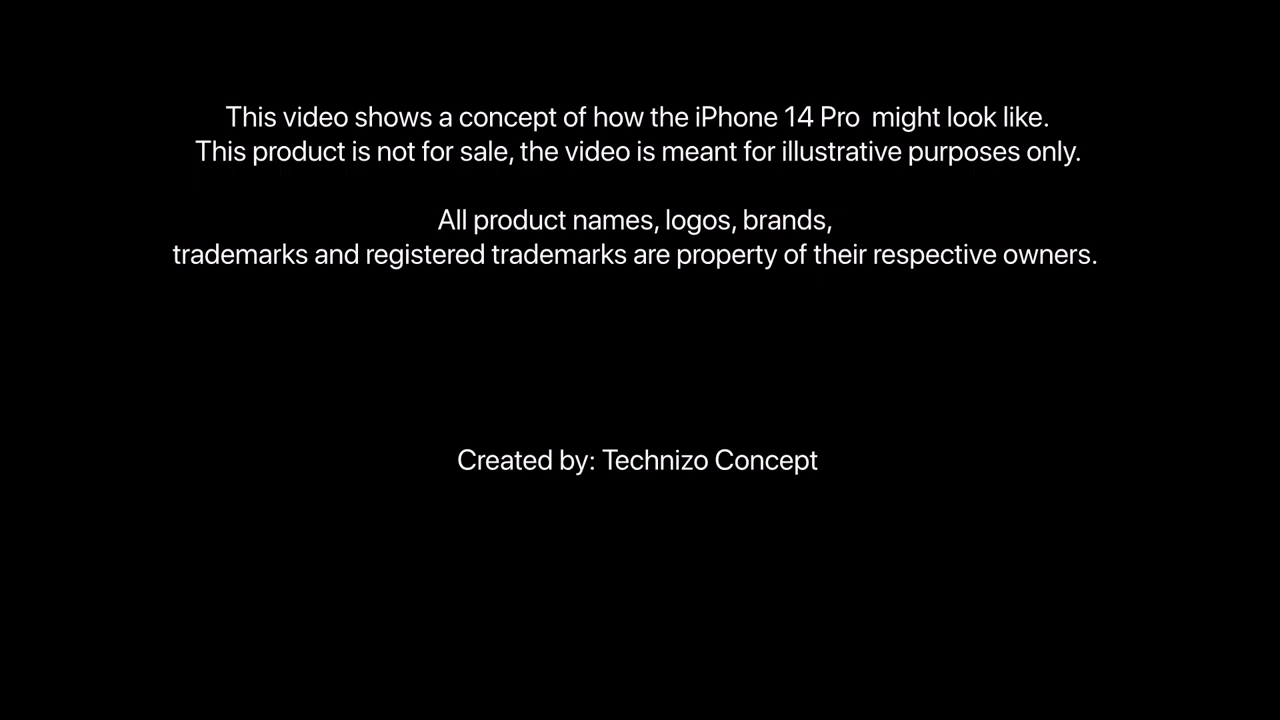 This video shows a concept of how the iPhone 14 Pro  might look like.
This product is not for sale, the video is meant for illustrative purposes only.
All product names, logos, brands,
trademarks and registered trademarks are property of their respective owners.
Created by: Technizo Concept